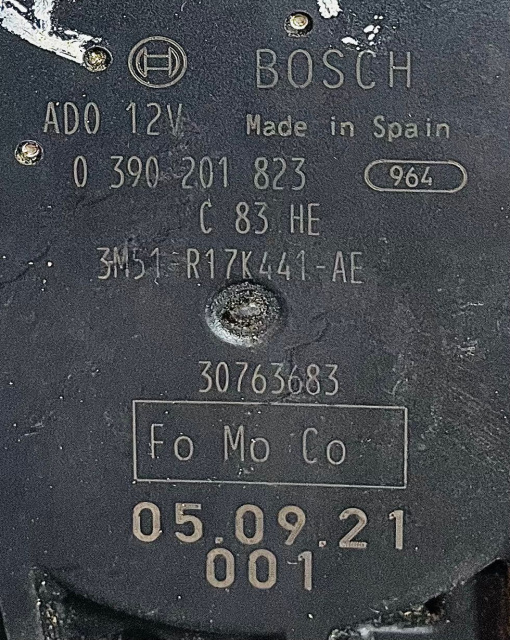 BOSCH
AD0 12V Made in Spain
0 390 201 823 964
C 83 HE
3M51-R17K441-AE
30763683
Fo Mo Co
05.09.21
001